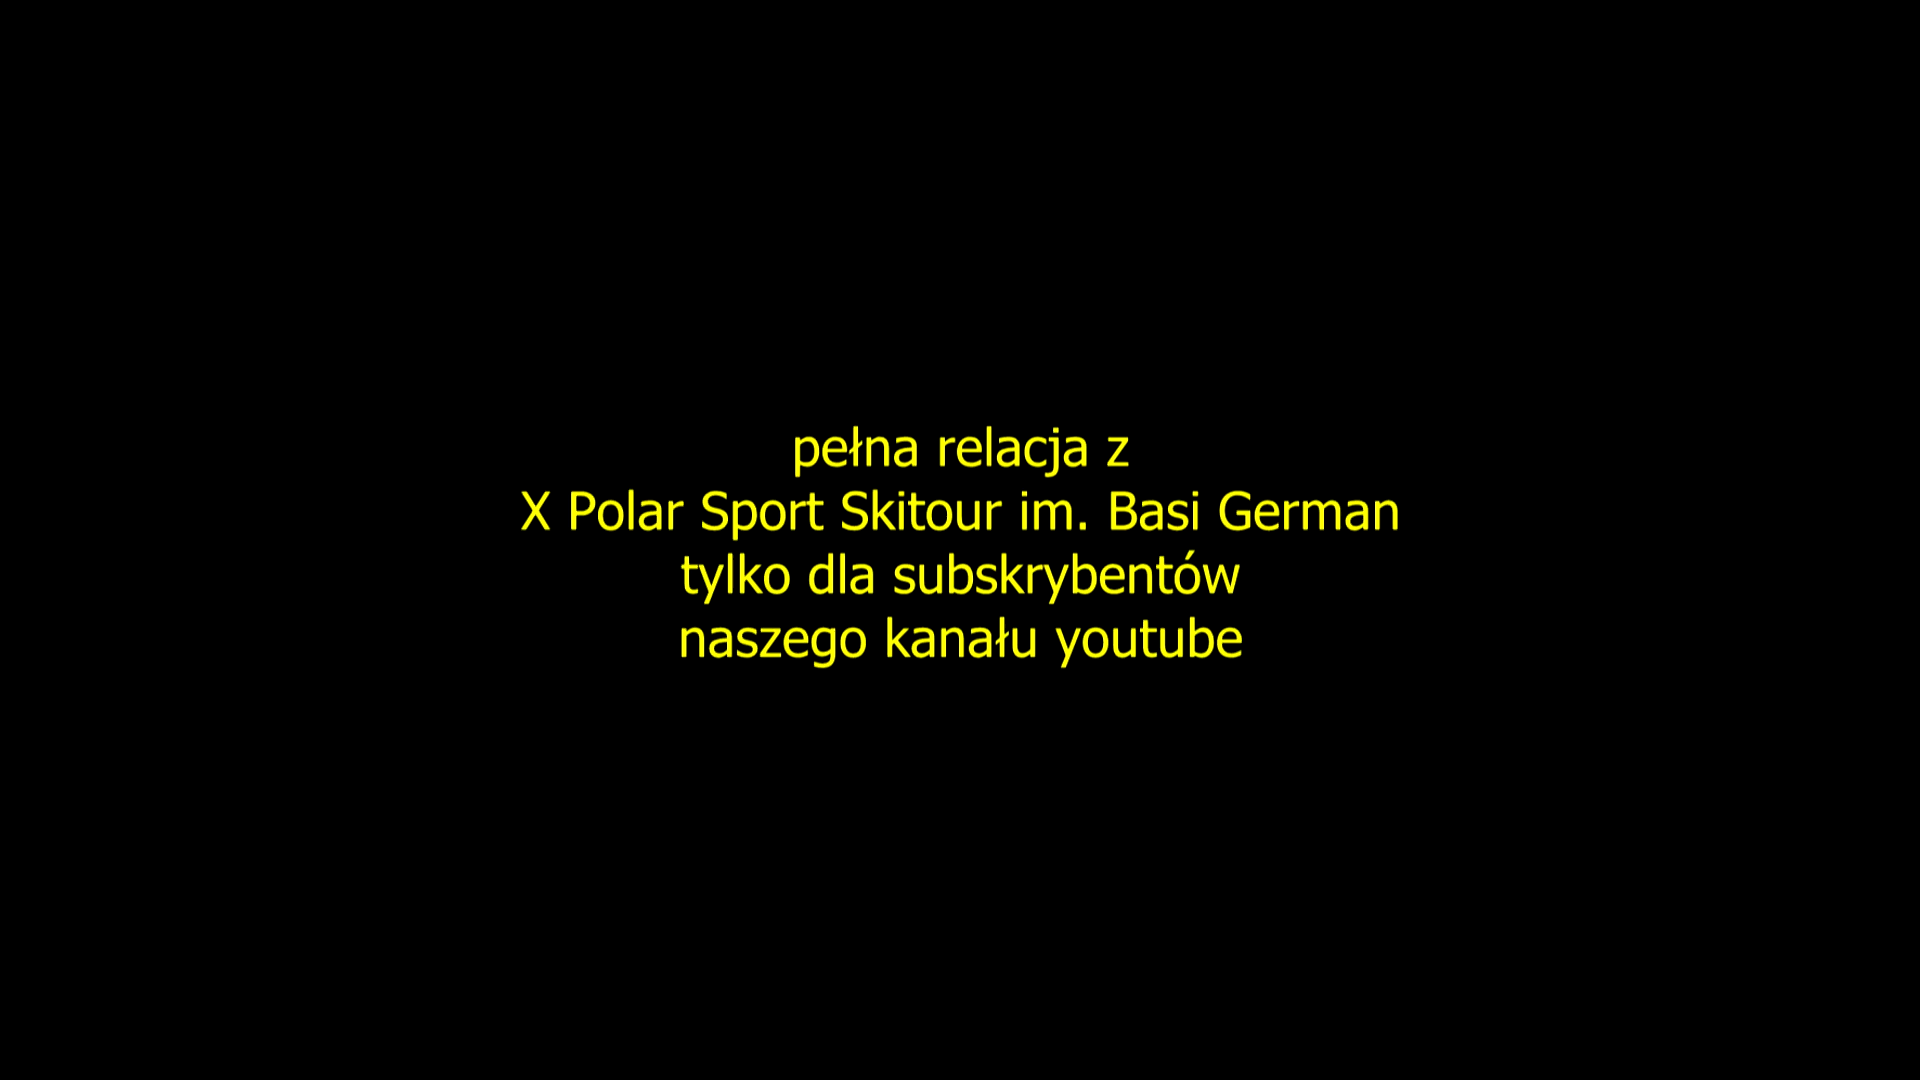 pełna relacja z
X Polar Sport Skitour im. Basi German
tylko dla subskrybentów
naszego kanału youtube